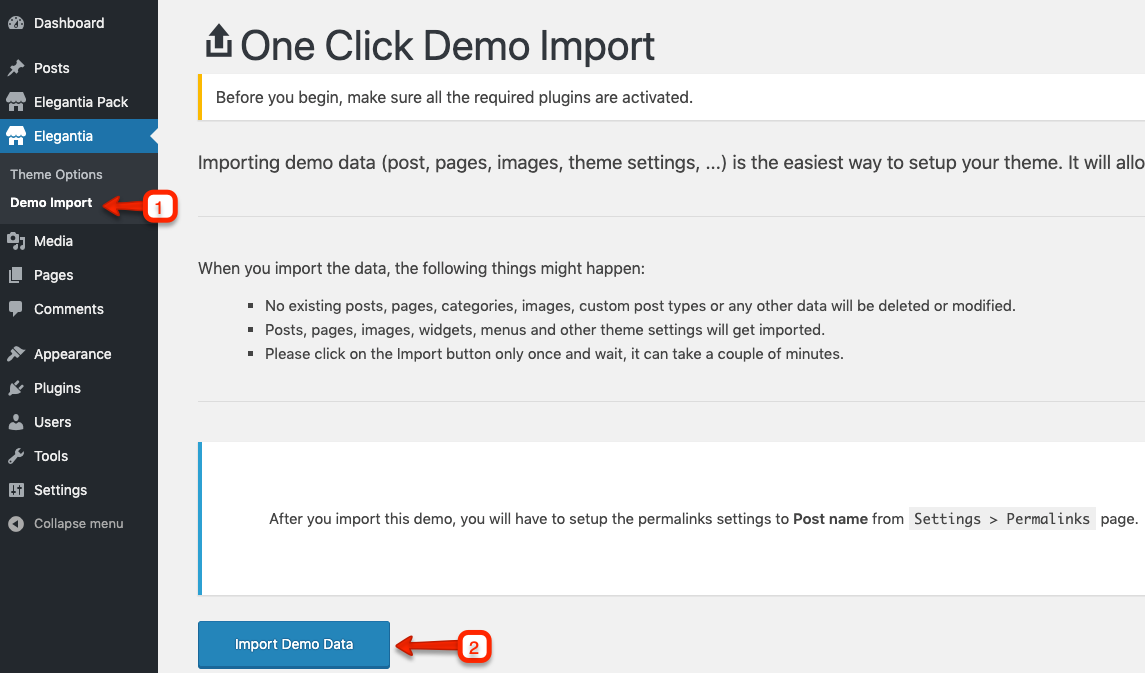 Dashboard
Posts
Elegantia Pack
Elegantia
Theme Options
Demo Import
1
Media
Pages
Comments
Appearance
Plugins
Users
Tools
Settings
Collapse menu
One Click Demo Import
Before you begin, make sure all the required plugins are activated.
Importing demo data (post, pages, images, theme settings, ...) is the easiest way to setup your theme. It will allo
When you import the data, the following things might happen:
No existing posts, pages, categories, images, custom post types or any other data will be deleted or modified.
Posts, pages, images, widgets, menus and other theme settings will get imported.
Please click on the Import button only once and wait, it can take a couple of minutes.
After you import this demo, you will have to setup the permalinks settings to Post name from Settings > Permalinks page.
Import Demo Data
2